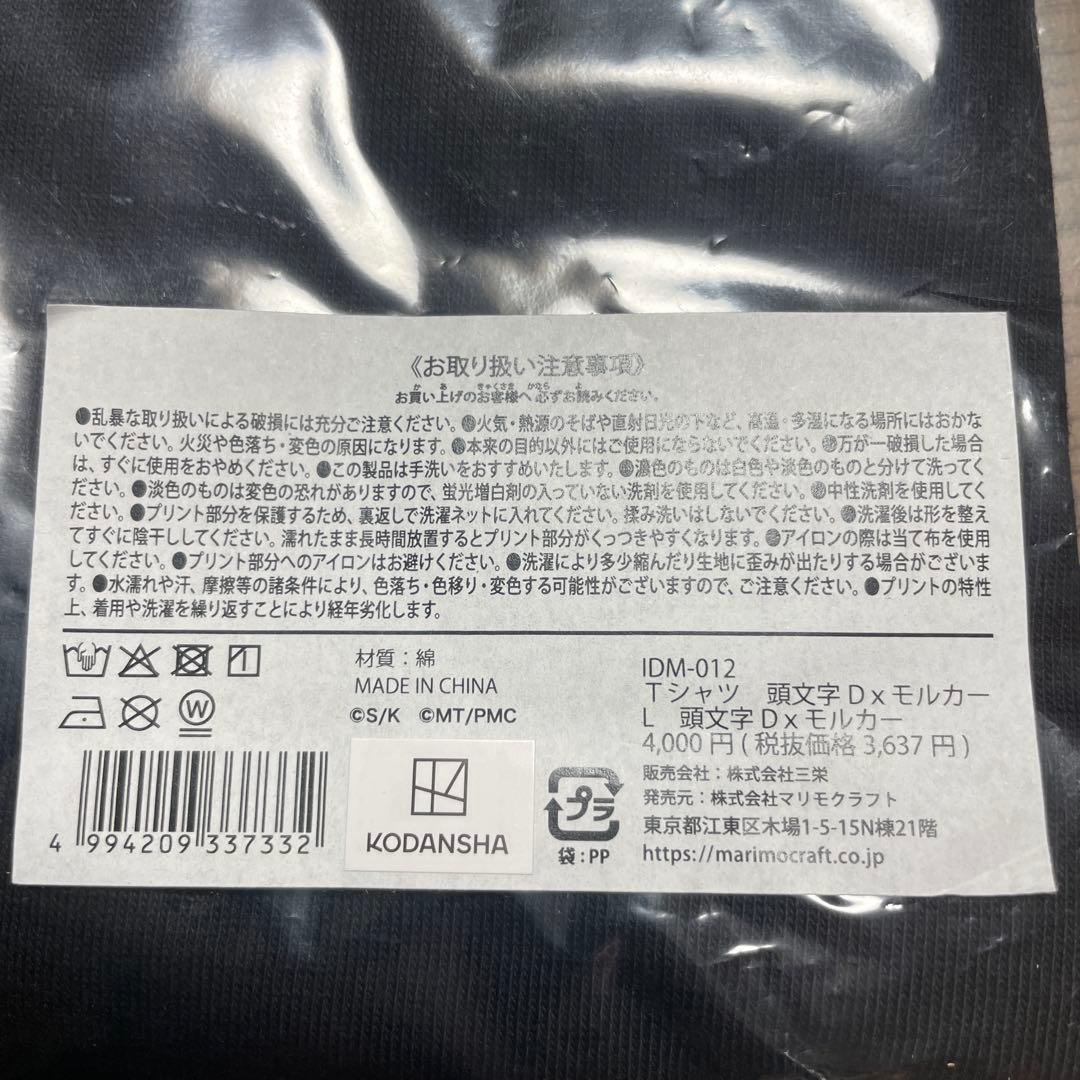 《お取り扱い注意事項》
お買い上げのお客様へ必ずお読みください。
●乱暴な取り扱いによる破損には充分ご注意ください。●火気・熱源のそばや直射日光の下など、高温・多湿になる場所にはおかな
いでください。火災や色落ち・変色の原因になります。●本来の目的以外にはご使用にならないでください。●万が一破損した場合
は、すぐに使用をおやめください。●この製品は手洗いをおすすめいたします。●濃色のものは白色や淡色のものと分けて洗ってく
ださい。●淡色のものは変色の恐れがありますので、蛍光増白剤の入っていない洗剤を使用してください。●中性洗剤を使用してく
ださい。●プリント部分を保護するため、裏返しで洗濯ネットに入れてください。揉み洗いはしないでください。●洗濯後は形を整え
てすぐに陰干ししてください。濡れたまま長時間放置するとプリント部分がくっつきやすくなります。●アイロンの際は当て布を使用
してください。●プリント部分へのアイロンはお避けください。●洗濯により多少縮んだり生地に歪みが出たりする場合がございま
す。●水濡れや汗、摩擦等の諸条件により、色落ち・色移り・変色する可能性がございますので、ご注意ください。●プリントの特性
上、着用や洗濯を繰り返すことにより経年劣化します。
材質：綿
MADE IN CHINA
©S/K ©MT/PMC
W
IDM-012
Tシャツ 頭文字Dxモルカー
L 頭文字Dxモルカー
4,000円(税抜価格3,637円)
販売会社：株式会社三栄
発売元：株式会社マリモクラフト
東京都江東区木場1-5-15N棟21階
https://marimocraft.co.jp
4 994209 337332
KODANSHA
プラ
袋：PP